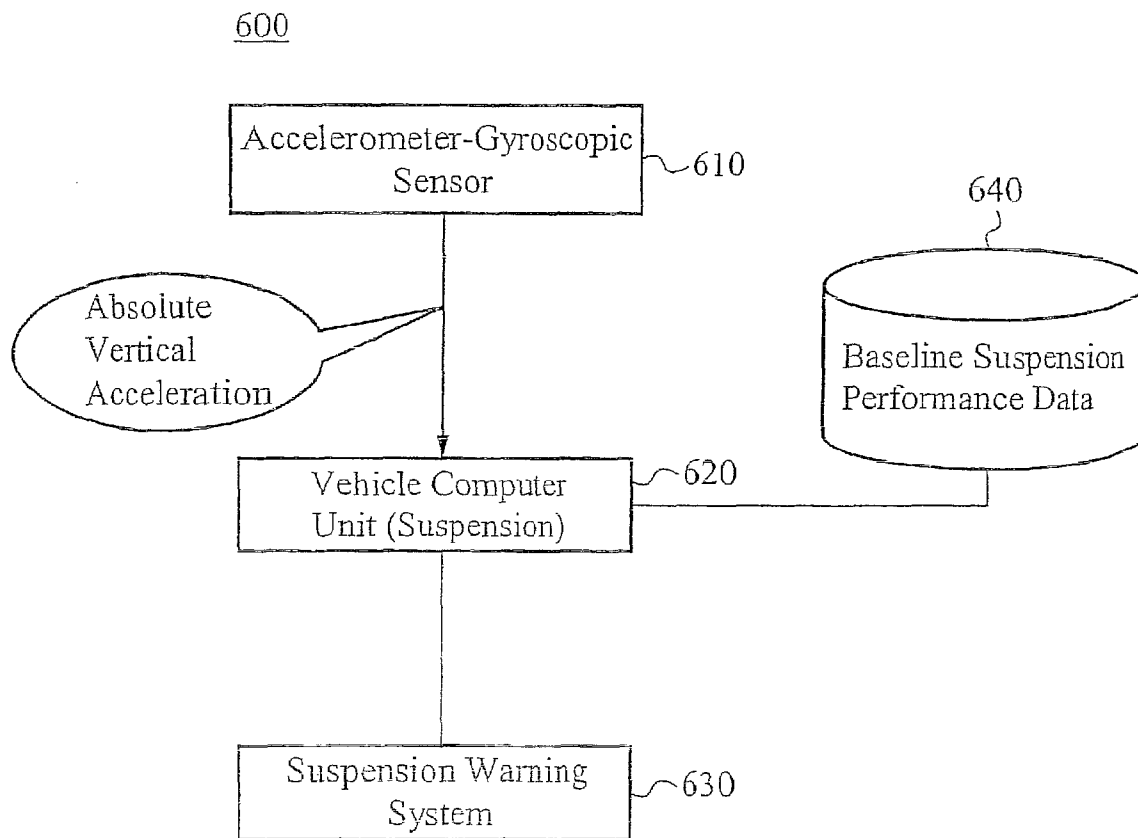 600
Accelerometer-Gyroscopic
Sensor
610
640
Absolute
Vertical
Acceleration
Baseline Suspension
Performance Data
Vehicle Computer
Unit (Suspension)
620
Suspension Warning
System
630